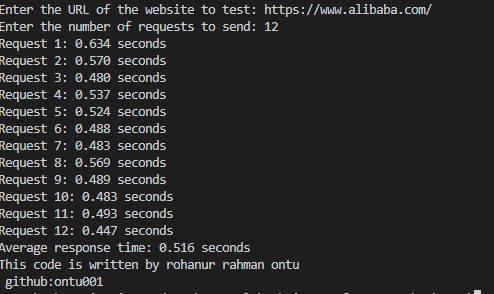 Enter the URL of the website to test: https://www.alibaba.com/
Enter the number of requests to send: 12
Request 1: 0.634 seconds
Request 2: 0.570 seconds
Request 3: 0.480 seconds
Request 4: 0.537 seconds
Request 5: 0.524 seconds
Request 6: 0.488 seconds
Request 7: 0.483 seconds
Request 8: 0.569 seconds
Request 9: 0.489 seconds
Request 10: 0.483 seconds
Request 11: 0.493 seconds
Request 12: 0.447 seconds
Average response time: 0.516 seconds
This code is written by rohanur rahman ontu
 github:ontu001